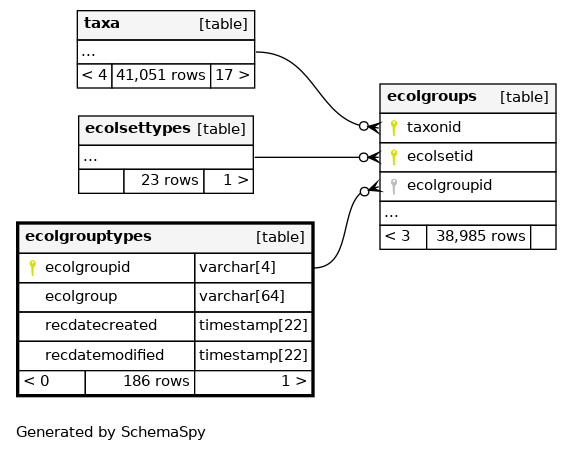 taxa [table]
...
< 4 41,051 rows 17 >
ecolsettypes [table]
...
23 rows 1 >
ecolgroups [table]
taxonid
ecolsetid
ecolgroupid
...
< 3 38,985 rows
ecolgrouptypes [table]
ecolgroupid varchar[4]
ecolgroup varchar[64]
recdatecreated timestamp[22]
recdatemodified timestamp[22]
< 0 186 rows 1 >
Generated by SchemaSpy